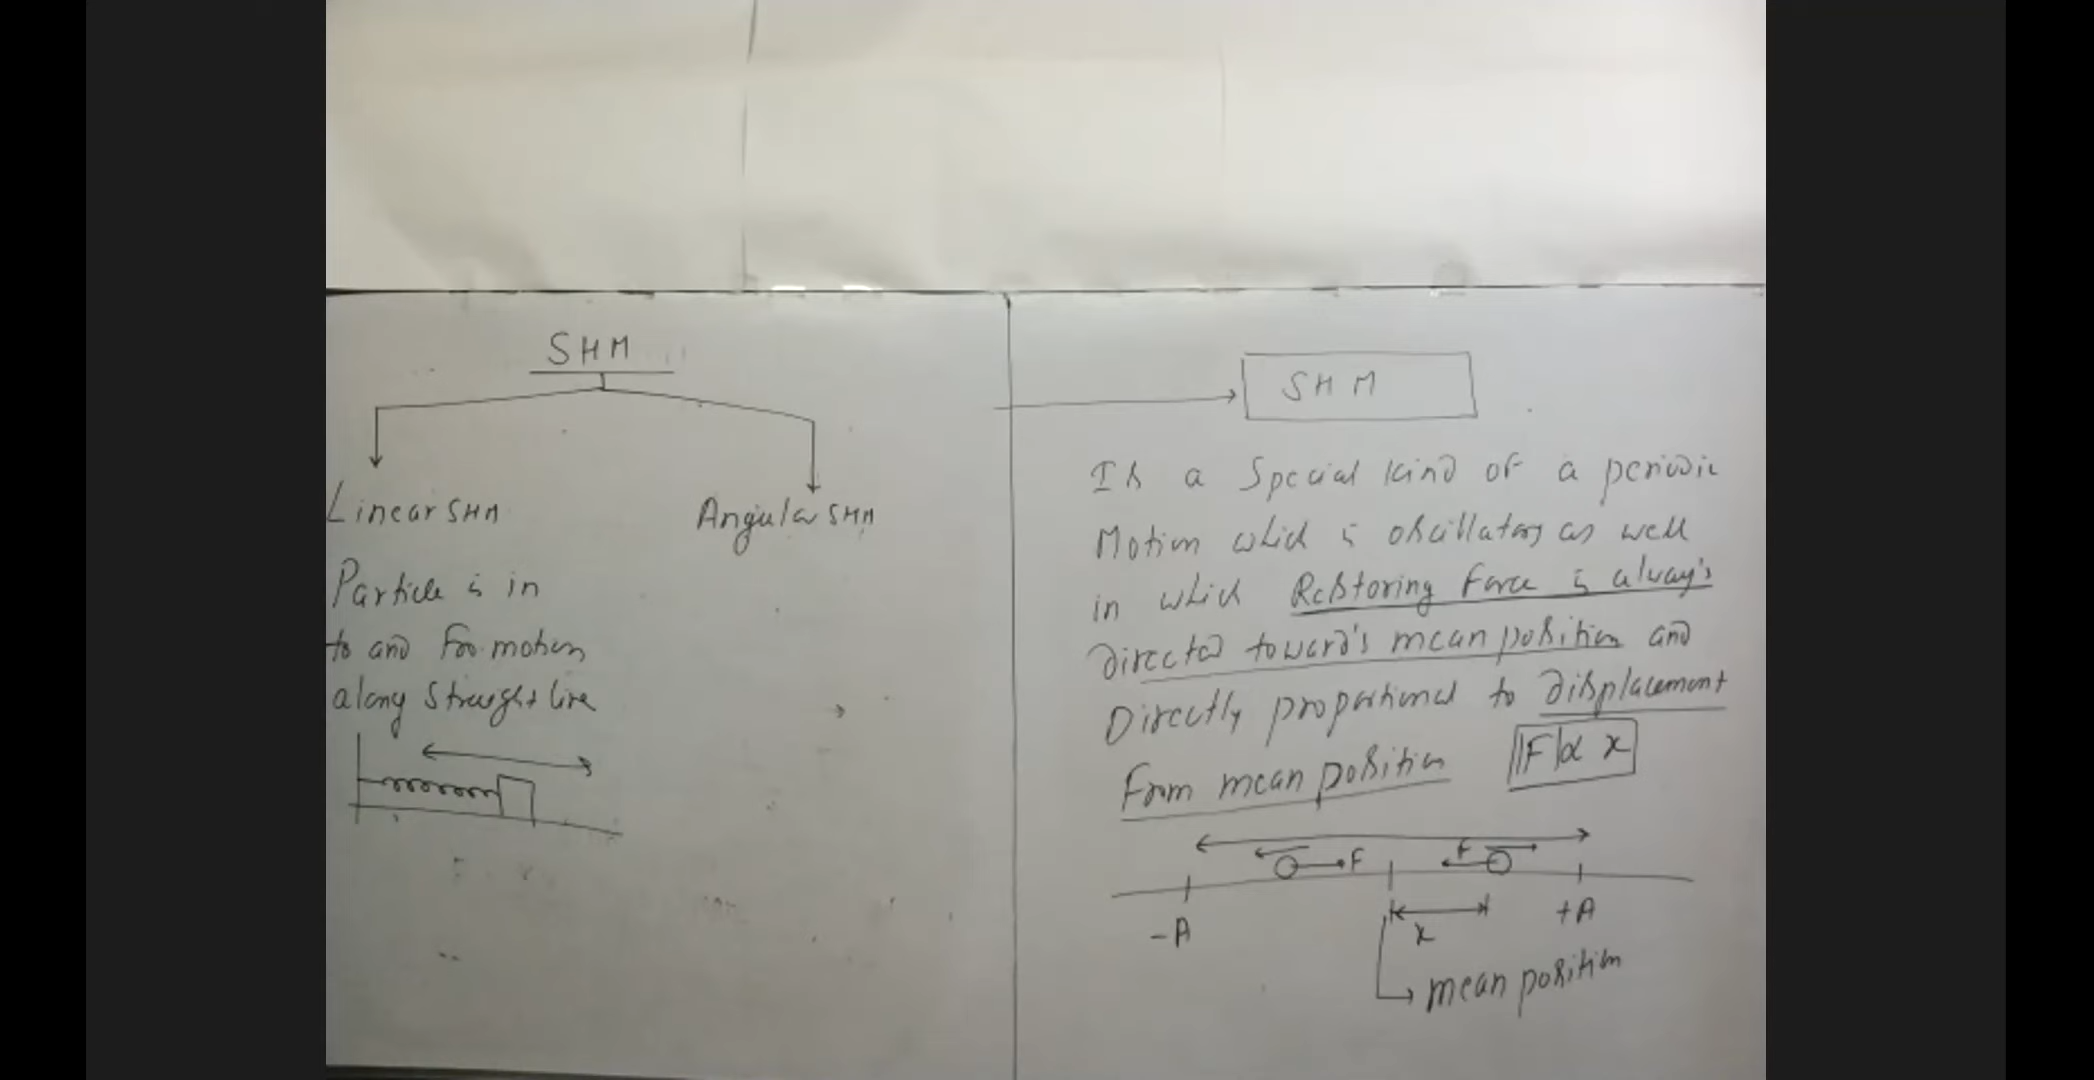 SHM
Linear SHM
Angular SHM
Particle is in
to and fro motion
along straight line
SHM
Is a special kind of a periodic
Motion which is oscillatory as well
in which Restoring Force is alway's
directed toward's mean position and
Directly proportional to displacement
From mean position |F| ∝ x
F F
-A x +A
mean position